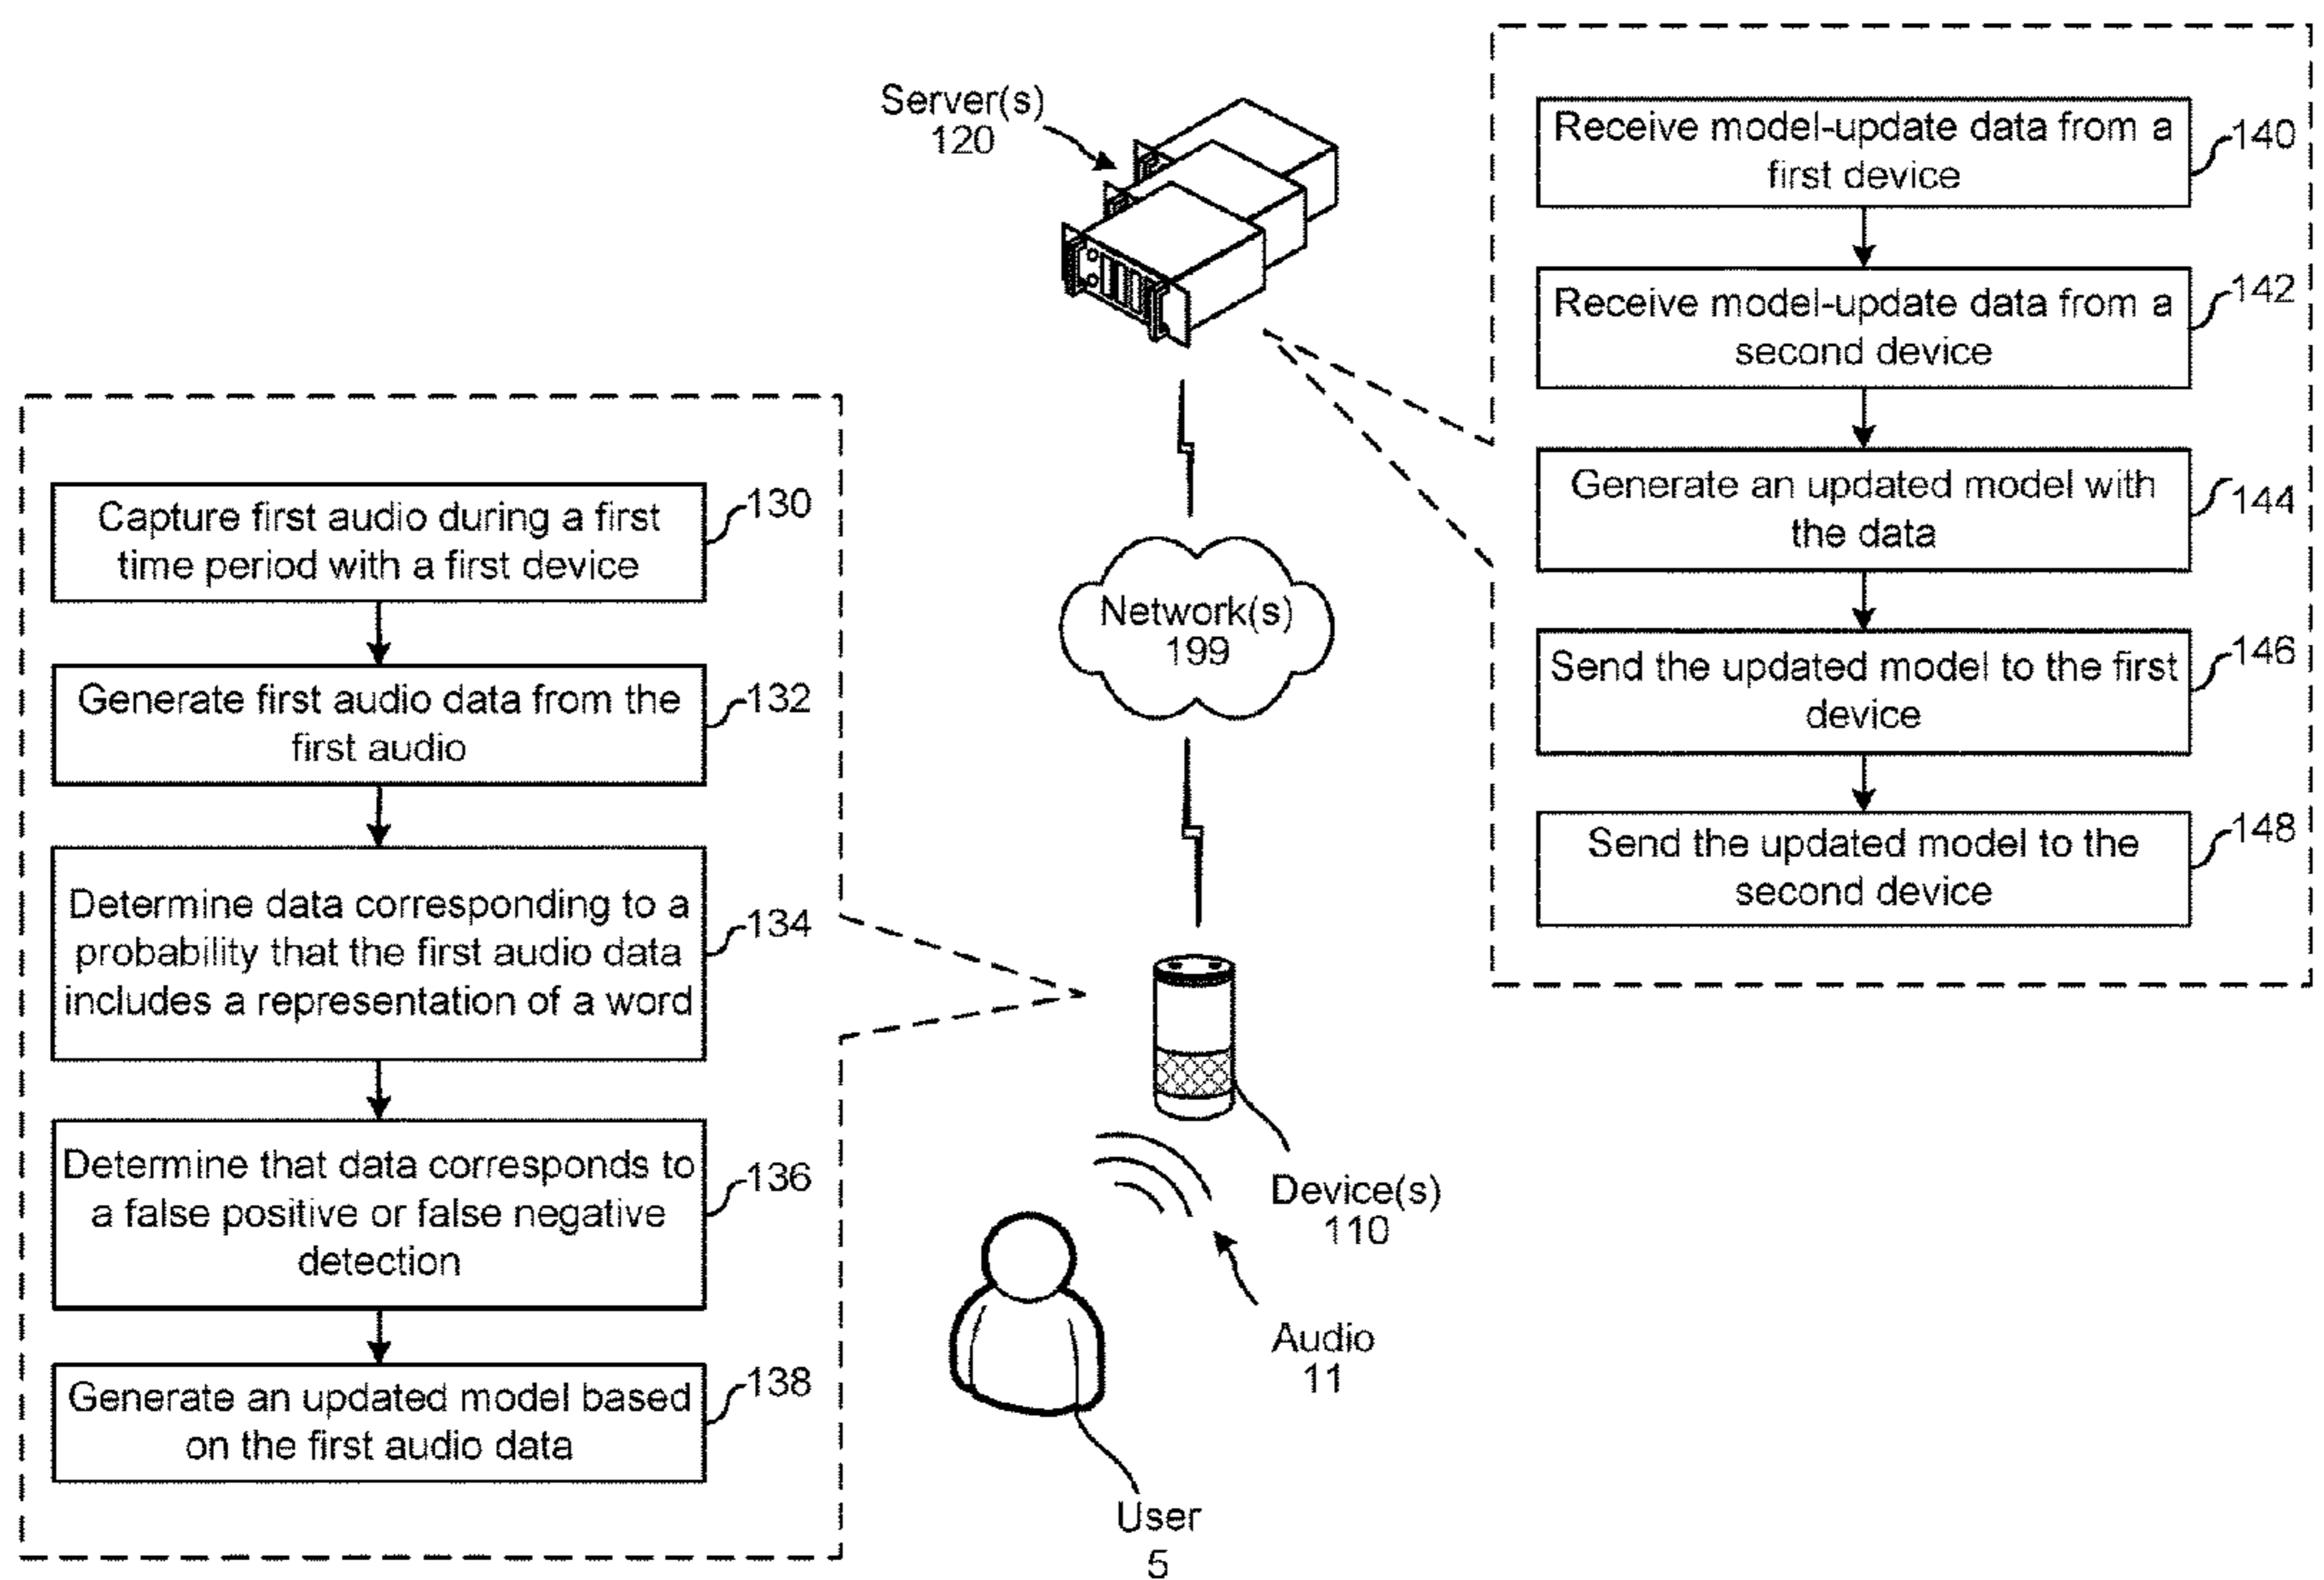 Capture first audio during a first
time period with a first device
130
Generate first audio data from the
first audio
132
Determine data corresponding to a
probability that the first audio data
includes a representation of a word
134
Determine that data corresponds to
a false positive or false negative
detection
136
Generate an updated model based
on the first audio data
138
Server(s)
120
Network(s)
199
Device(s)
110
Audio
11
User
5
Receive model-update data from a
first device
140
Receive model-update data from a
second device
142
Generate an updated model with
the data
144
Send the updated model to the first
device
146
Send the updated model to the
second device
148